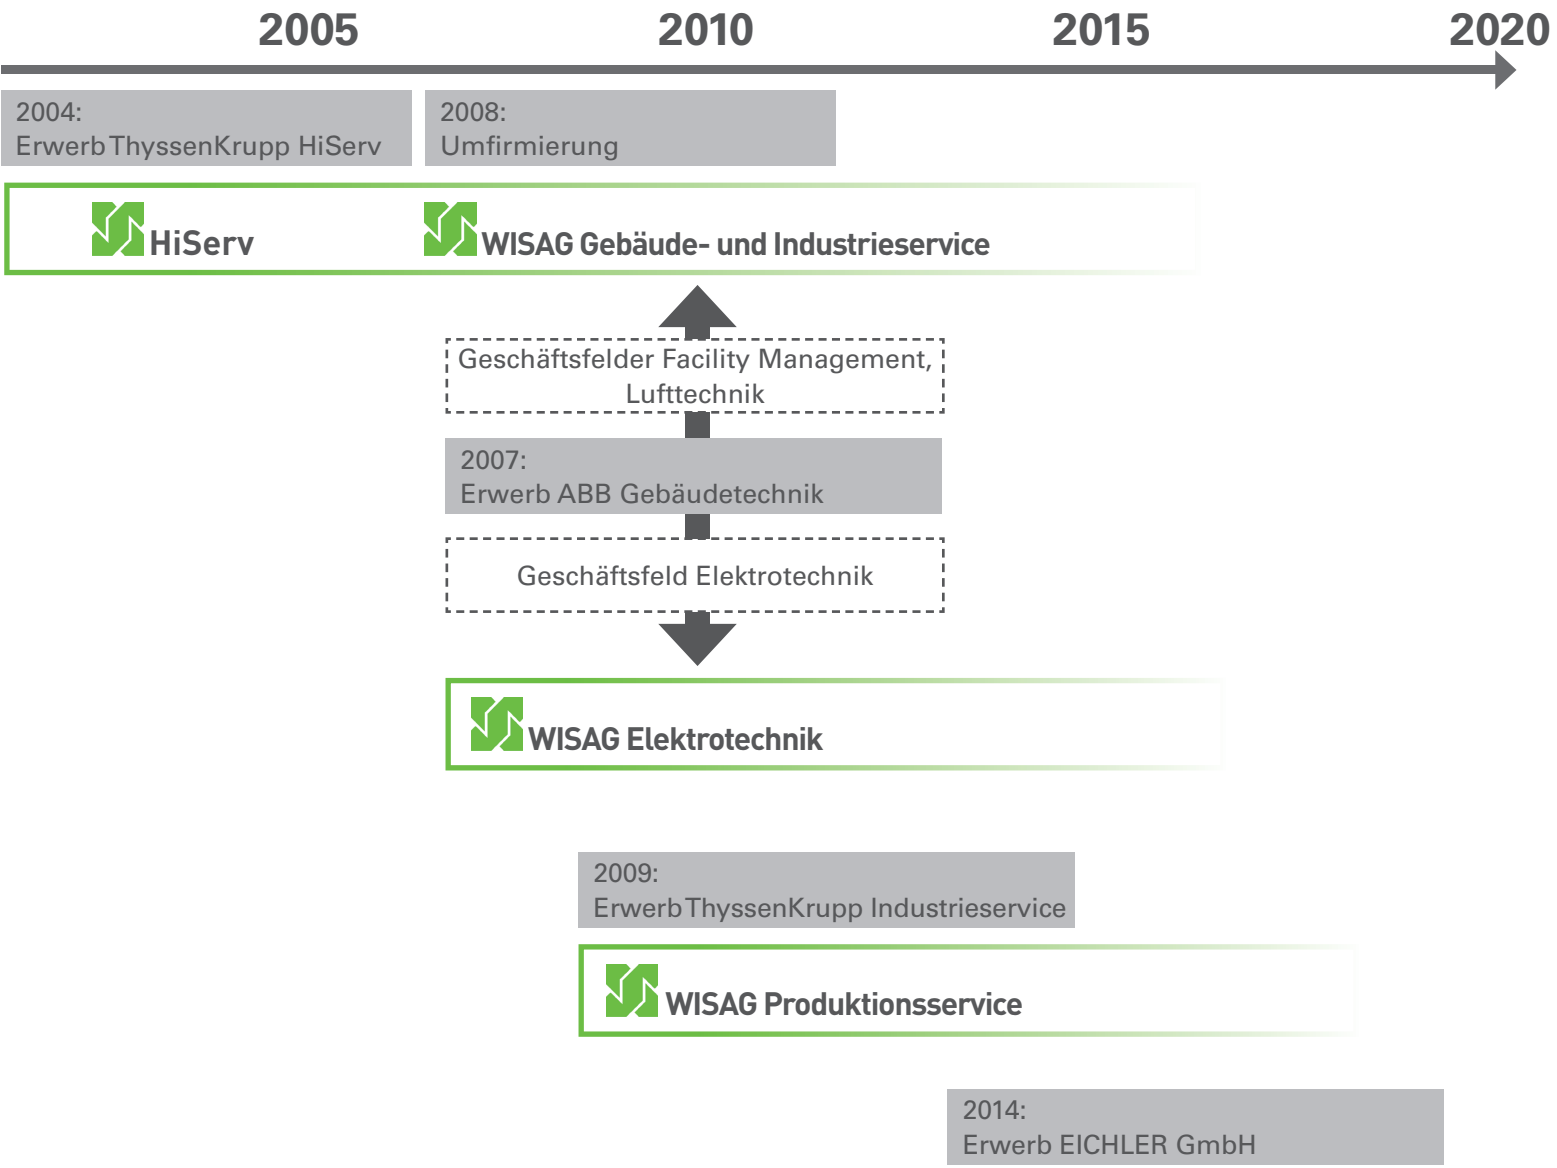 2005 2010 2015 2020
2004:
Erwerb ThyssenKrupp HiServ
2008:
Umfirmierung
HiServ
WISAG Gebäude- und Industrieservice
Geschäftsfelder Facility Management,
Lufttechnik
2007:
Erwerb ABB Gebäudetechnik
Geschäftsfeld Elektrotechnik
WISAG Elektrotechnik
2009:
Erwerb ThyssenKrupp Industrieservice
WISAG Produktionsservice
2014:
Erwerb EICHLER GmbH